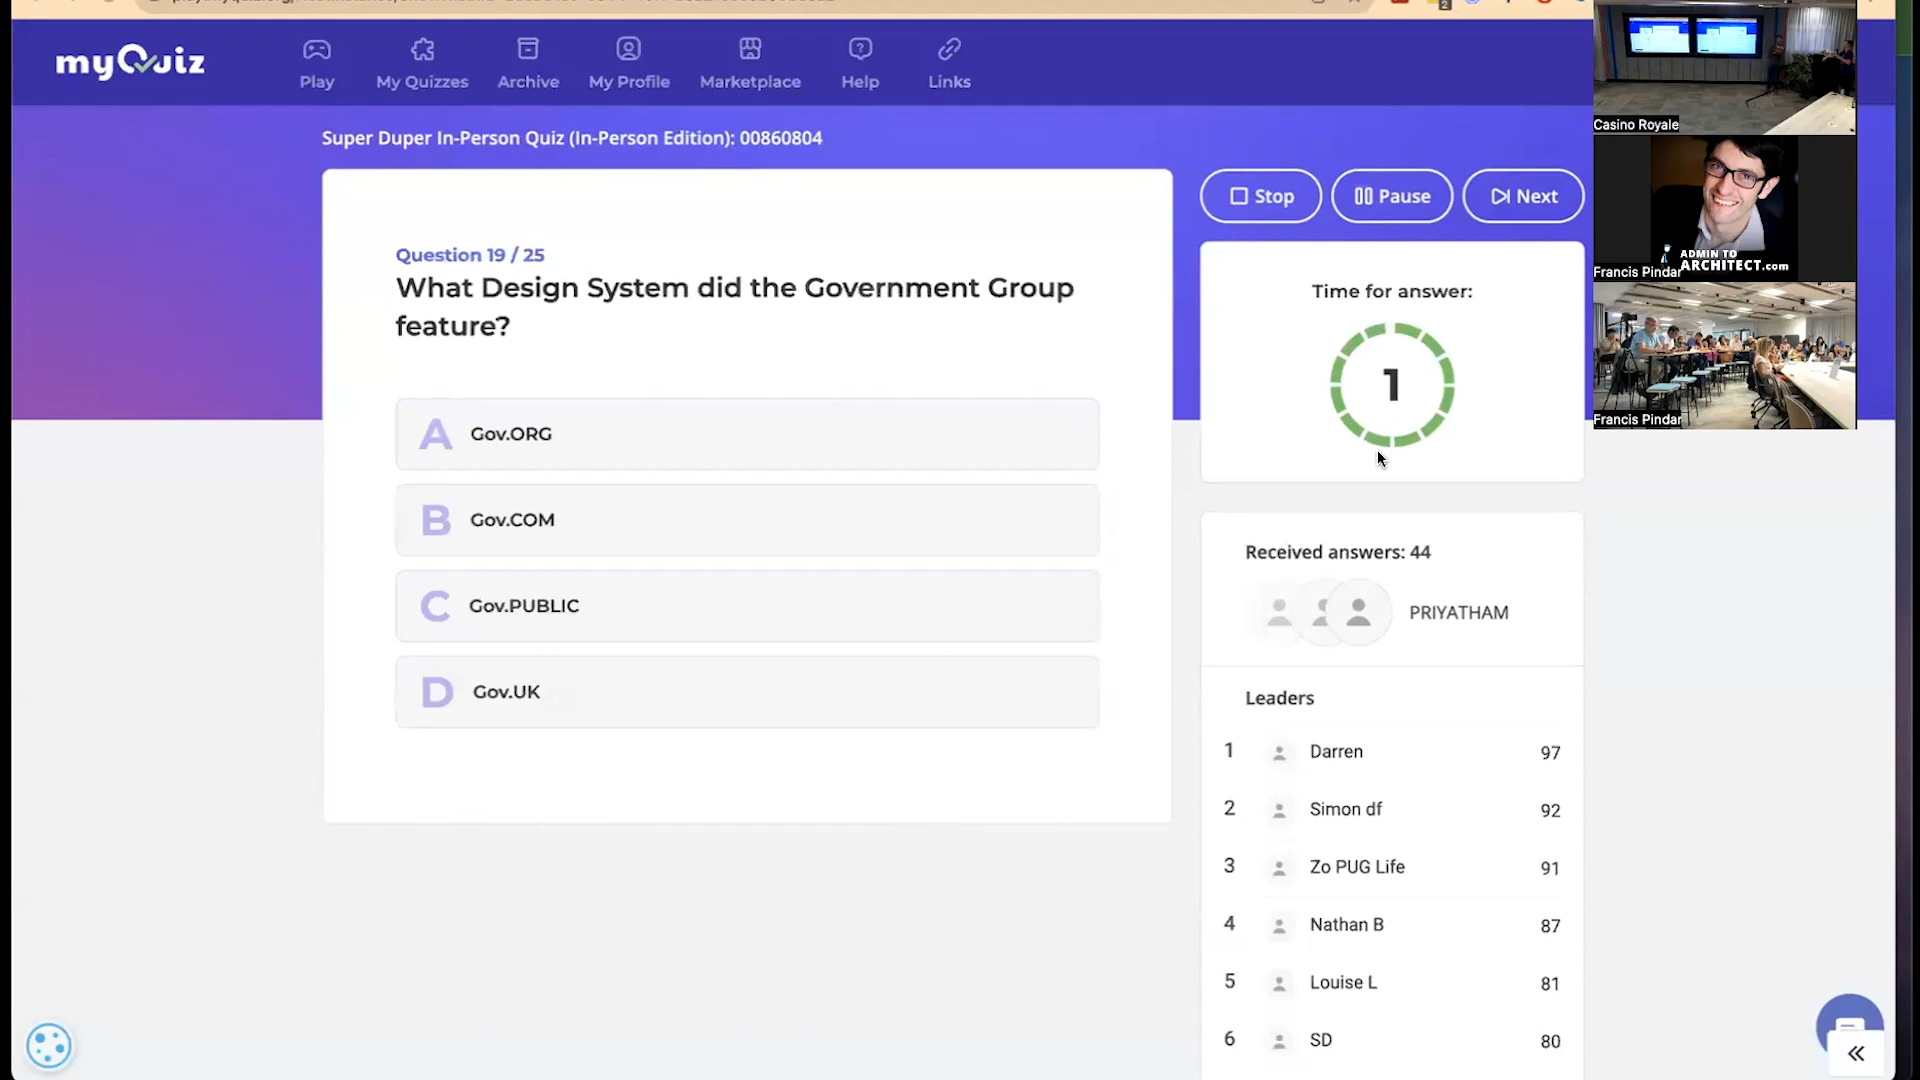 myQuiz
Play
My Quizzes
Archive
My Profile
Marketplace
Help
Links
2
Super Duper In-Person Quiz (In-Person Edition): 00860804
Stop
Pause
Next
Casino Royale
ADMIN TO
ARCHITECT.com
Francis Pindar
Francis Pindar
Question 19 / 25
What Design System did the Government Group
feature?
A Gov.ORG
B Gov.COM
C Gov.PUBLIC
D Gov.UK
Time for answer:
1
Received answers: 44
PRIYATHAM
Leaders
1 Darren 97
2 Simon df 92
3 Zo PUG Life 91
4 Nathan B 87
5 Louise L 81
6 SD 80